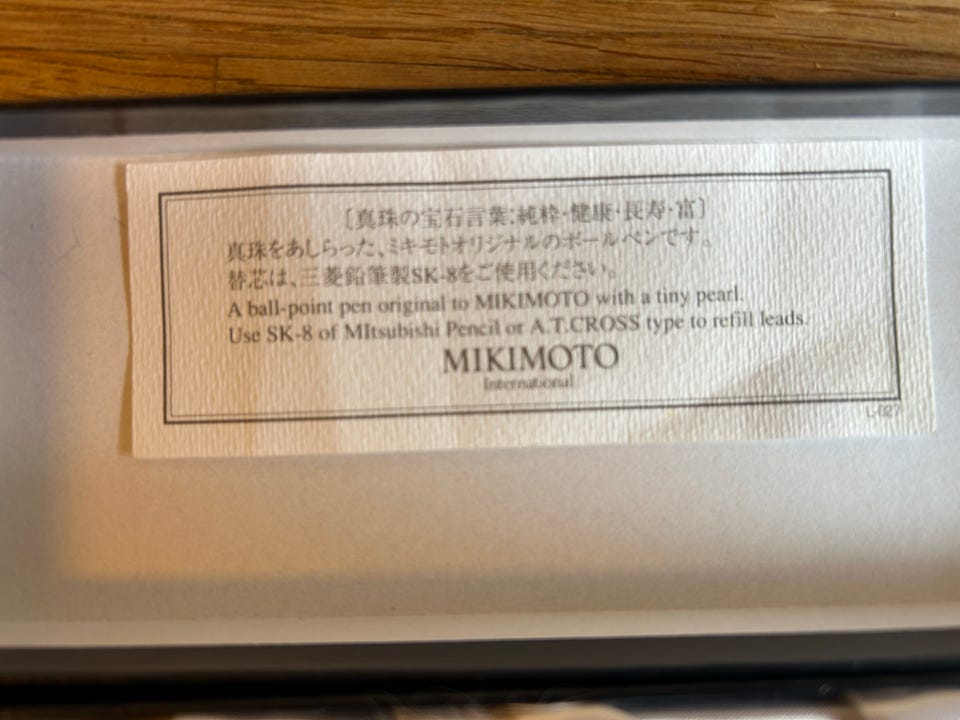 〔真珠の宝石言葉:純粋・健康・長寿・富〕
真珠をあしらった、ミキモトオリジナルのボールペンです。
替芯は、三菱鉛筆製SK-8をご使用ください。
A ball-point pen original to MIKIMOTO with a tiny pearl.
Use SK-8 of MItsubishi Pencil or A.T.CROSS type to refill leads.
MIKIMOTO
International
L-027